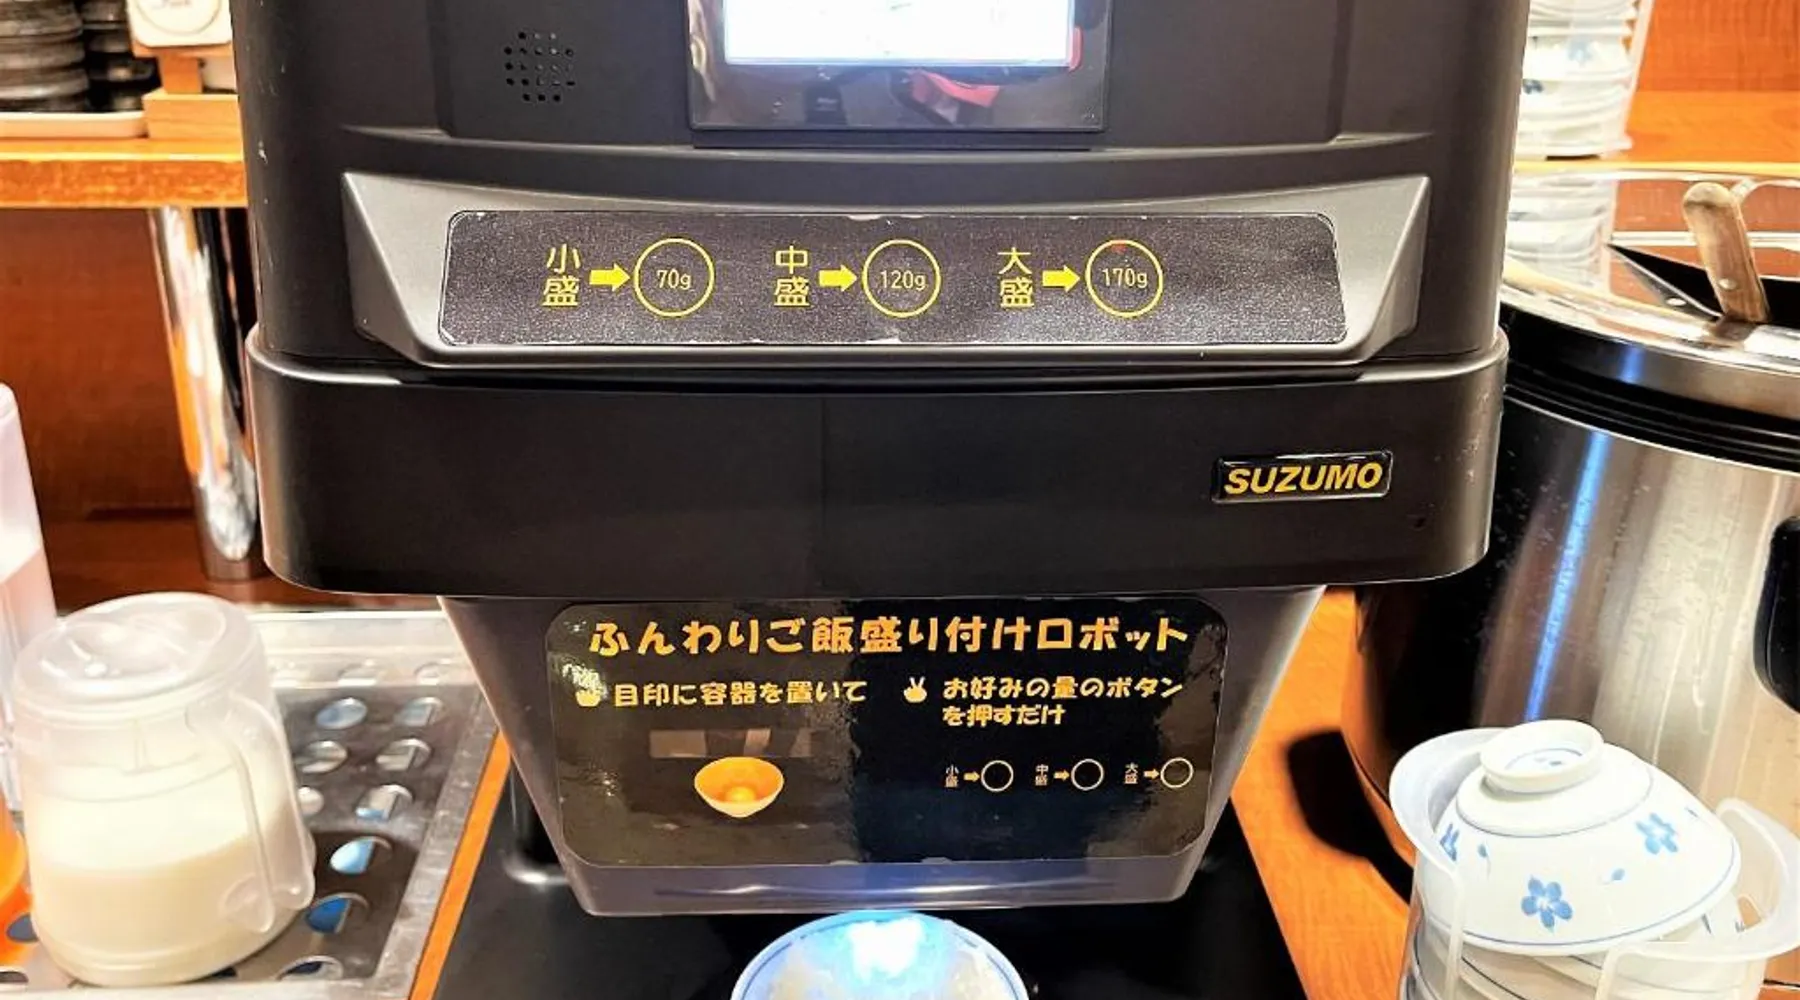 小盛 ➡ 70g 中盛 ➡ 120g 大盛 ➡ 170g
SUZUMO
ふんわりご飯盛り付けロボット
目印に容器を置いて
お好みの量のボタン
を押すだけ
小盛 ➡ 中盛 ➡ 大盛 ➡